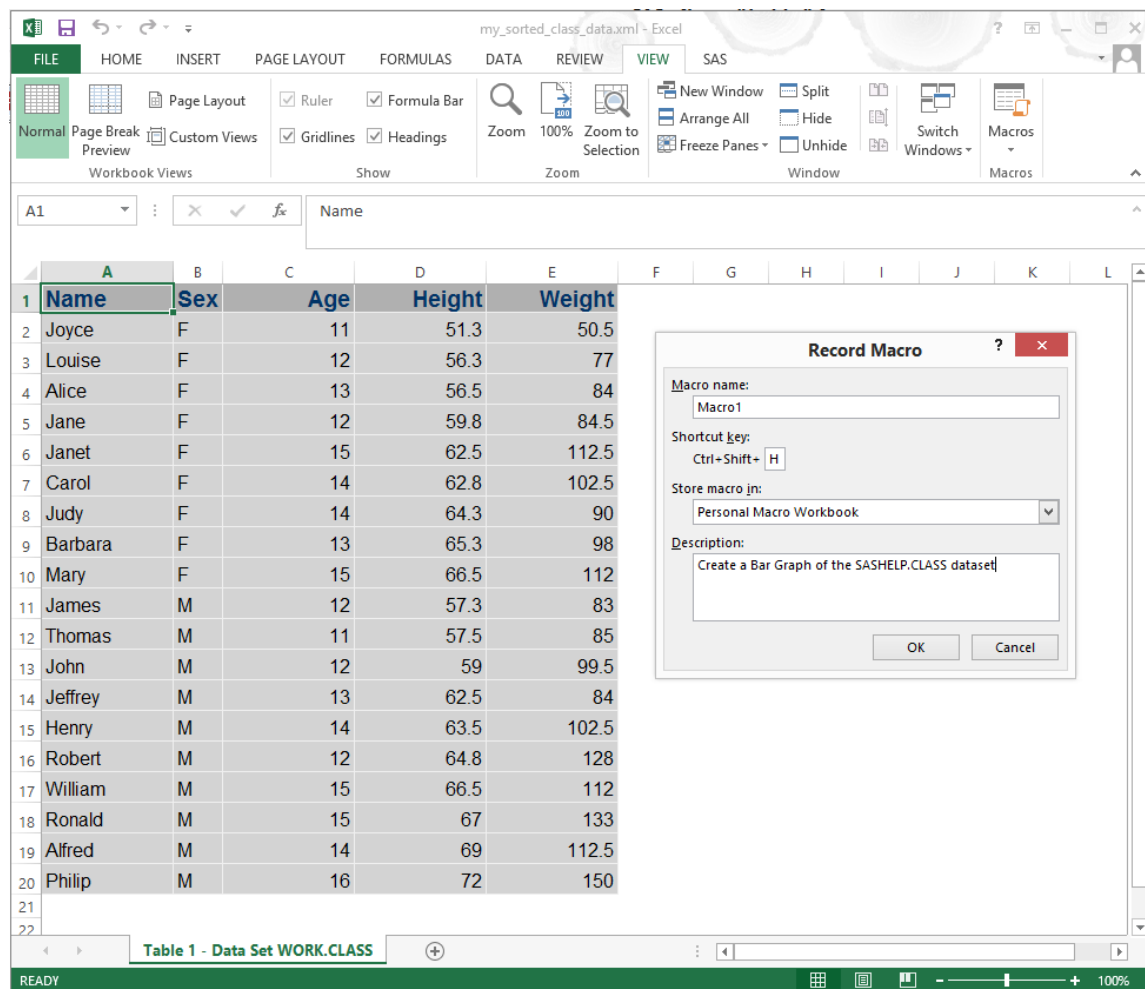 my_sorted_class_data.xml - Excel
FILE HOME INSERT PAGE LAYOUT FORMULAS DATA REVIEW VIEW SAS
Normal Page Break Preview Page Layout Custom Views
Workbook Views
Ruler Formula Bar
Gridlines Headings
Show
Zoom 100% Zoom to Selection
Zoom
New Window Split
Arrange All Hide
Freeze Panes Unhide
Switch Windows
Window
Macros
Macros
A1 fx Name
A B C D E F G H I J K L
1 Name Sex Age Height Weight
2 Joyce F 11 51.3 50.5
3 Louise F 12 56.3 77
4 Alice F 13 56.5 84
5 Jane F 12 59.8 84.5
6 Janet F 15 62.5 112.5
7 Carol F 14 62.8 102.5
8 Judy F 14 64.3 90
9 Barbara F 13 65.3 98
10 Mary F 15 66.5 112
11 James M 12 57.3 83
12 Thomas M 11 57.5 85
13 John M 12 59 99.5
14 Jeffrey M 13 62.5 84
15 Henry M 14 63.5 102.5
16 Robert M 12 64.8 128
17 William M 15 66.5 112
18 Ronald M 15 67 133
19 Alfred M 14 69 112.5
20 Philip M 16 72 150
21
22
Record Macro
Macro name:
Macro1
Shortcut key:
Ctrl+Shift+ H
Store macro in:
Personal Macro Workbook
Description:
Create a Bar Graph of the SASHELP.CLASS dataset
OK Cancel
Table 1 - Data Set WORK.CLASS
READY 100%